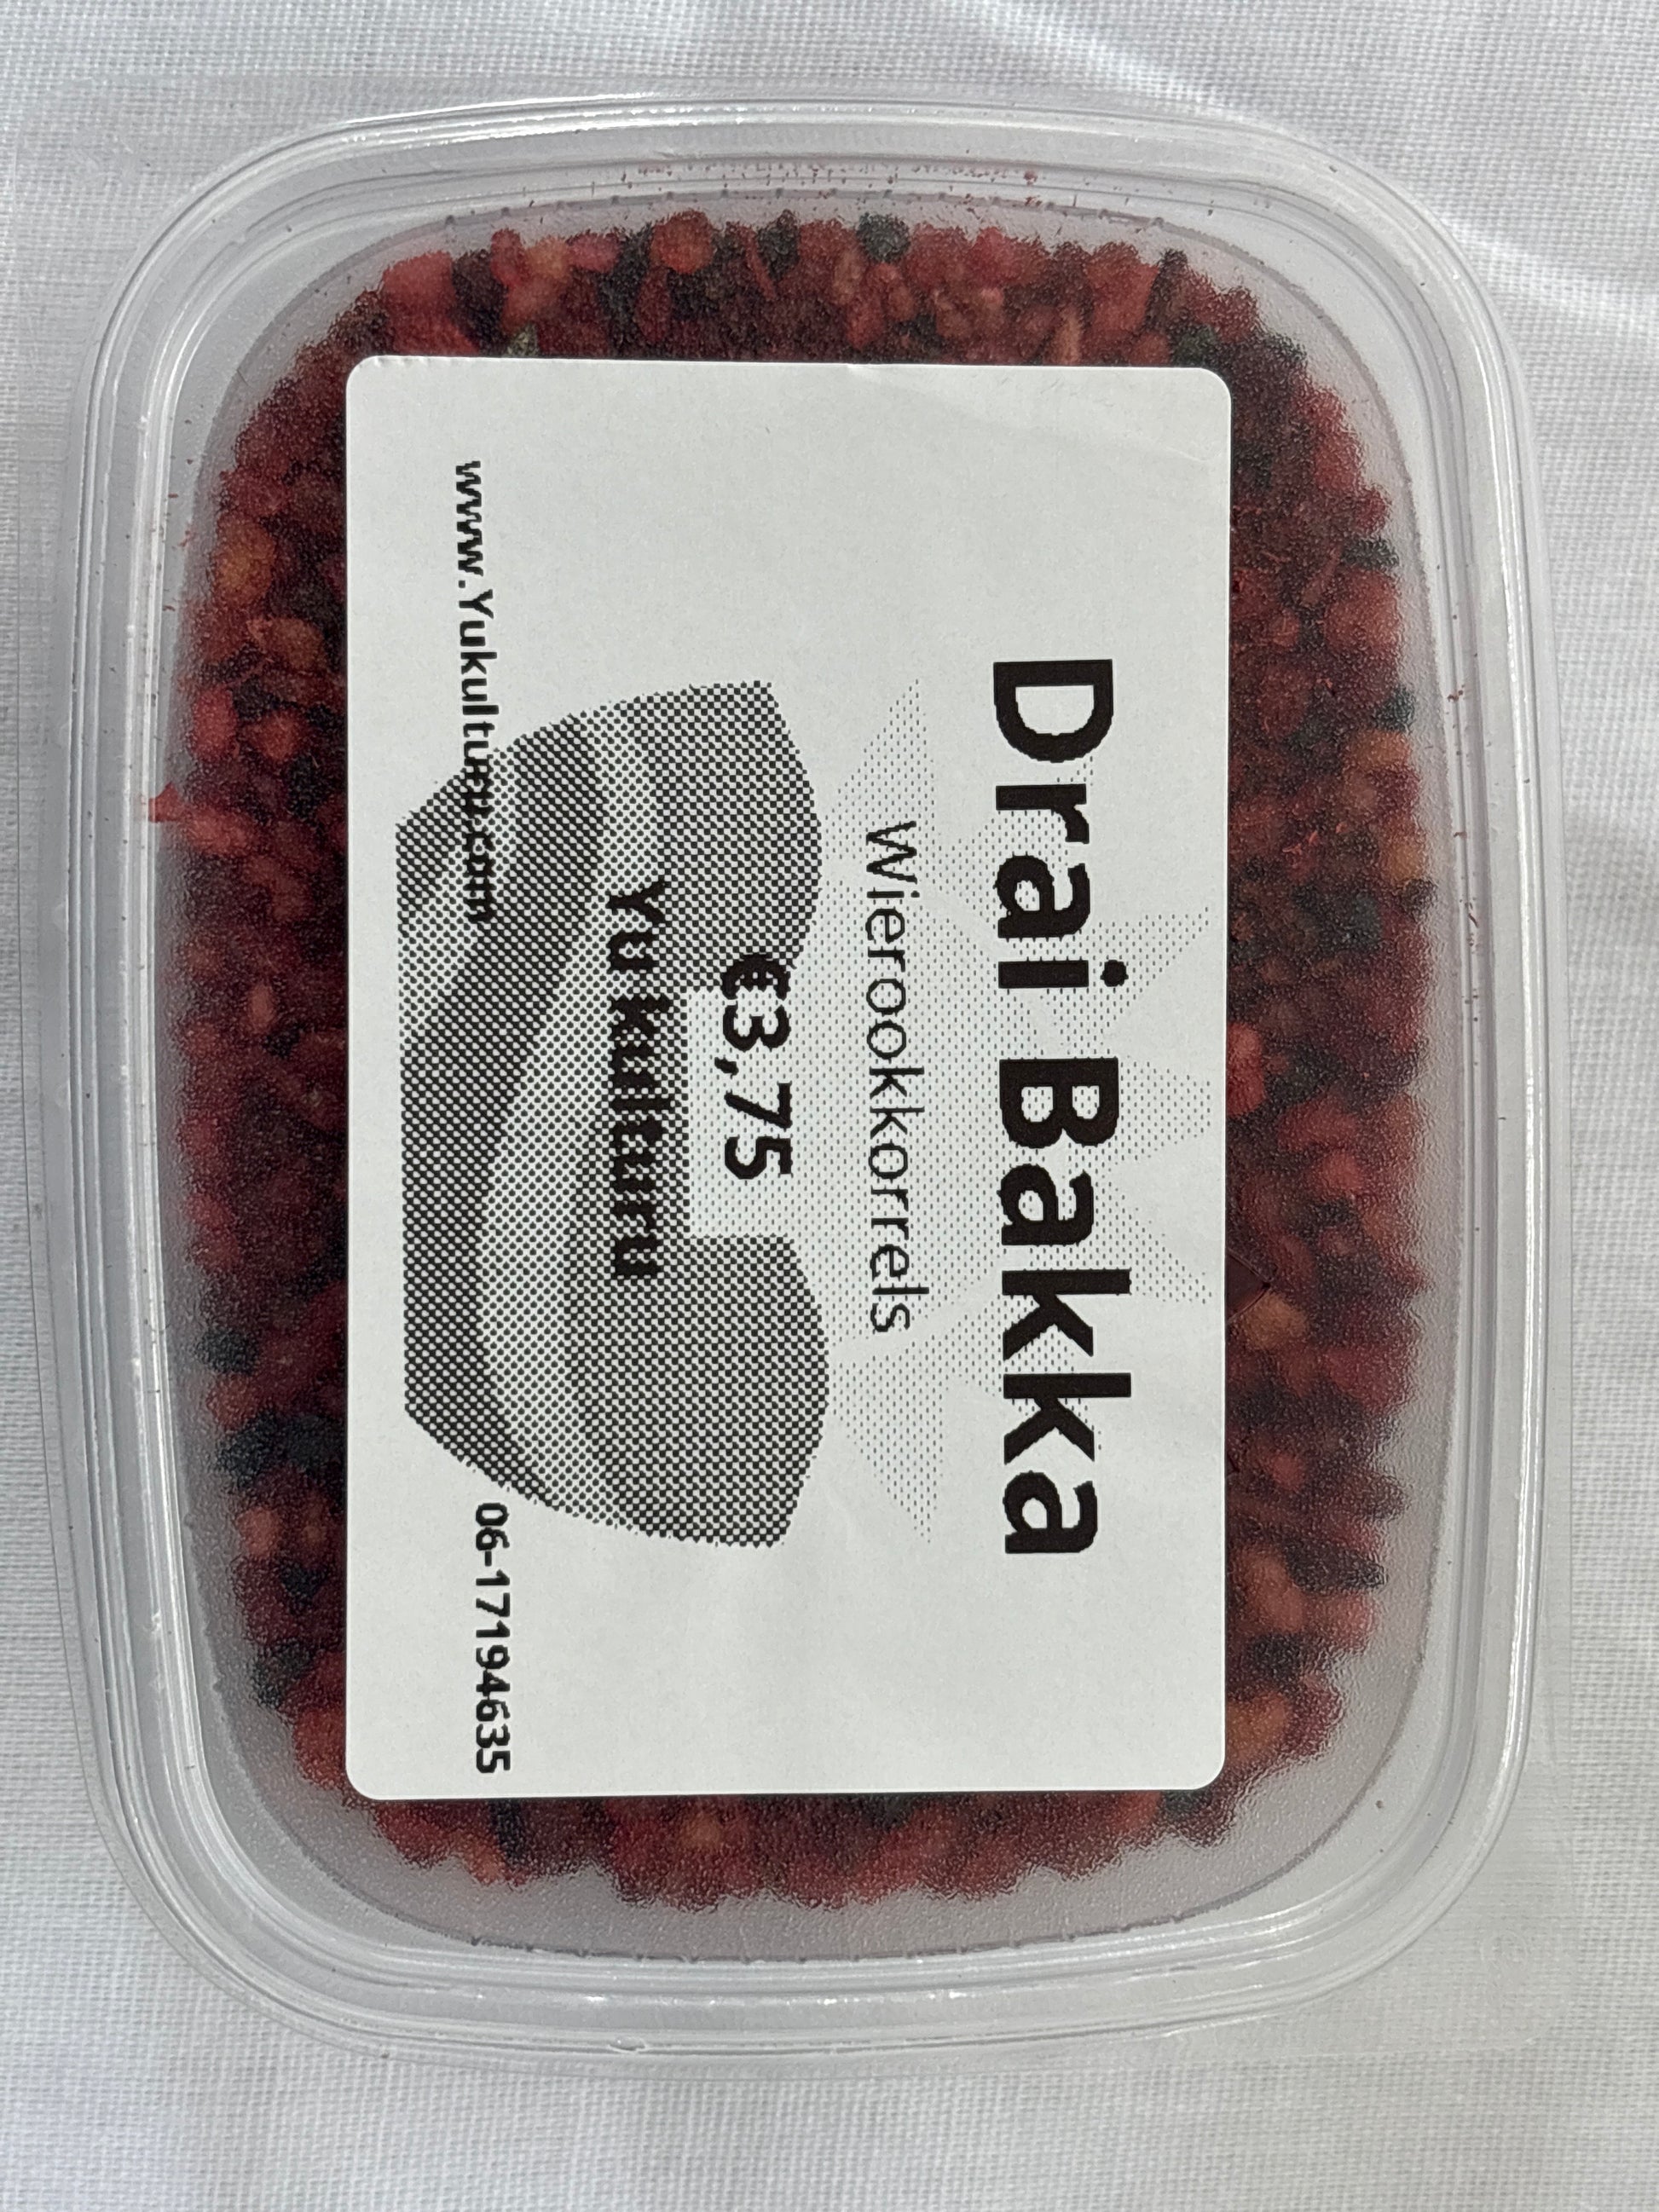 Drai Bakka
Wierookkorrels
€3,75
Yu kulturu
www.Yukulturu.com
06-17194635